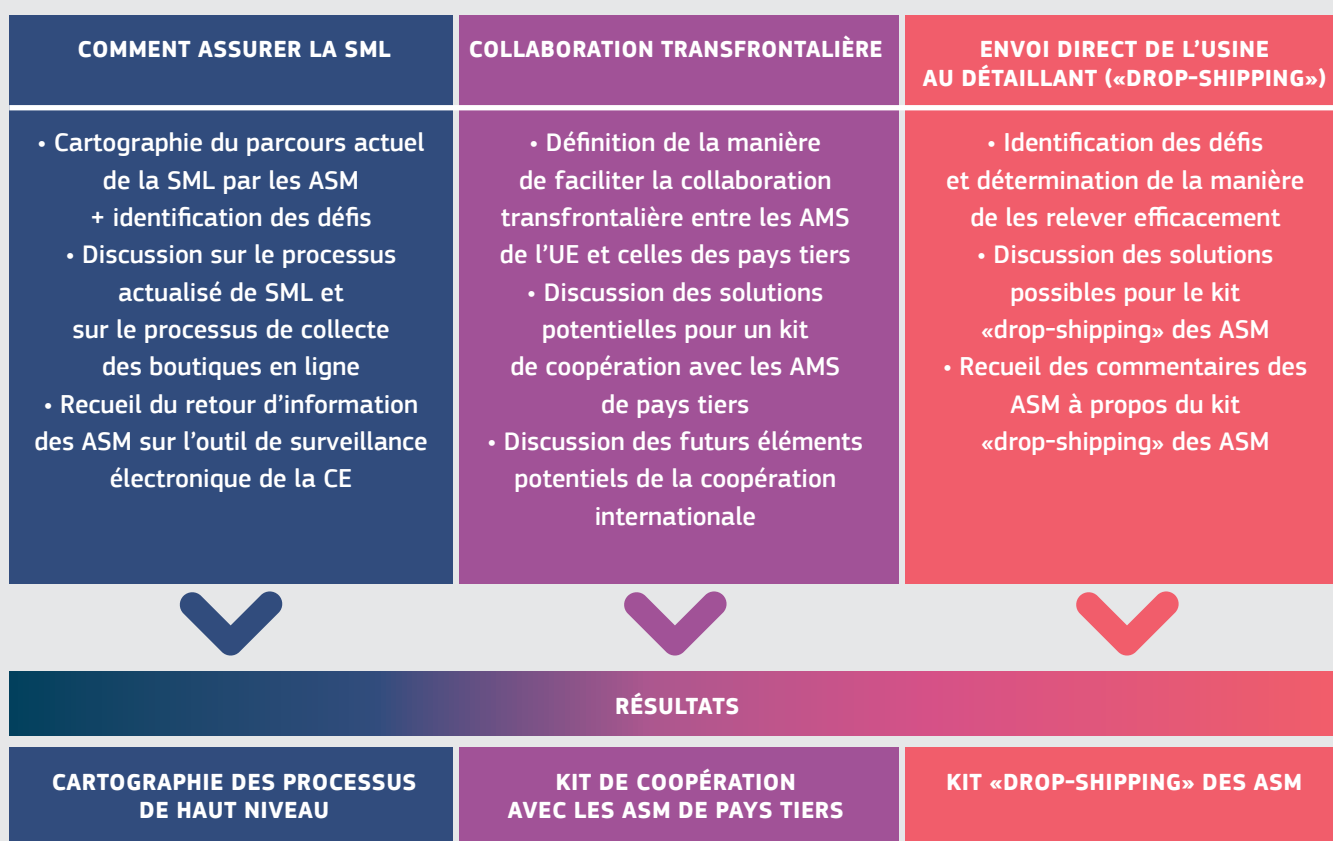 COMMENT ASSURER LA SML
• Cartographie du parcours actuel
de la SML par les ASM
+ identification des défis
• Discussion sur le processus
actualisé de SML et
sur le processus de collecte
des boutiques en ligne
• Recueil du retour d’information
des ASM sur l’outil de surveillance
électronique de la CE
COLLABORATION TRANSFRONTALIÈRE
• Définition de la manière
de faciliter la collaboration
transfrontalière entre les AMS
de l’UE et celles des pays tiers
• Discussion des solutions
potentielles pour un kit
de coopération avec les AMS
de pays tiers
• Discussion des futurs éléments
potentiels de la coopération
internationale
ENVOI DIRECT DE L’USINE
AU DÉTAILLANT («DROP-SHIPPING»)
• Identification des défis
et détermination de la manière
de les relever efficacement
• Discussion des solutions
possibles pour le kit
«drop-shipping» des ASM
• Recueil des commentaires des
ASM à propos du kit
«drop-shipping» des ASM
RÉSULTATS
CARTOGRAPHIE DES PROCESSUS
DE HAUT NIVEAU
KIT DE COOPÉRATION
AVEC LES ASM DE PAYS TIERS
KIT «DROP-SHIPPING» DES ASM